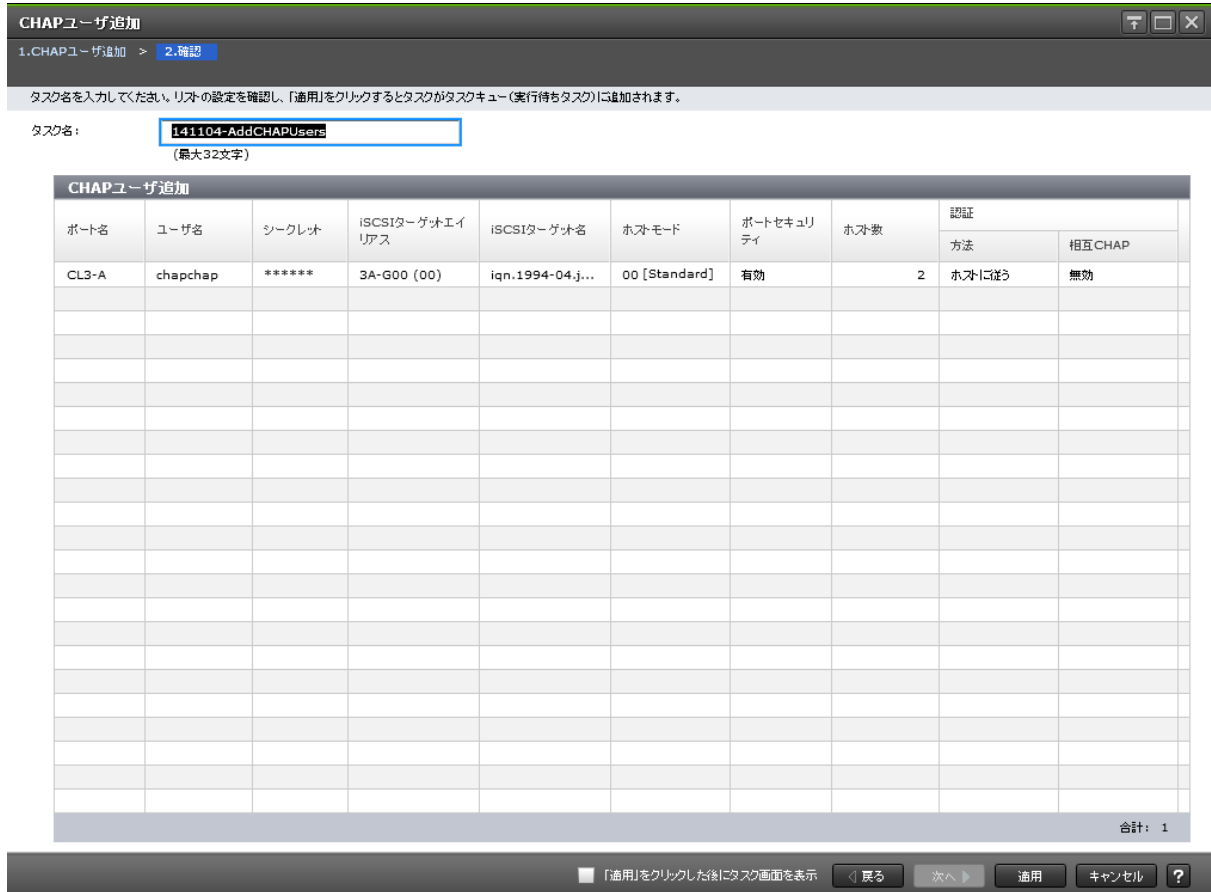 CHAPユーザ追加
1.CHAPユーザ追加 > 2.確認
タスク名を入力してください。リストの設定を確認し、「適用」をクリックするとタスクがタスクキュー(実行待ちタスク)に追加されます。
タスク名: 141104-AddCHAPUsers
(最大32文字)
CHAPユーザ追加
ポート名 ユーザ名 シークレット iSCSIターゲットエイリアス iSCSIターゲット名 ホストモード ポートセキュリティ ホスト数 認証
方法 相互CHAP
CL3-A chapchap ****** 3A-G00 (00) iqn.1994-04.j... 00 [Standard] 有効 2 ホストに従う 無効
合計: 1
「適用」をクリックした後にタスク画面を表示 戻る 次へ 適用 キャンセル ?